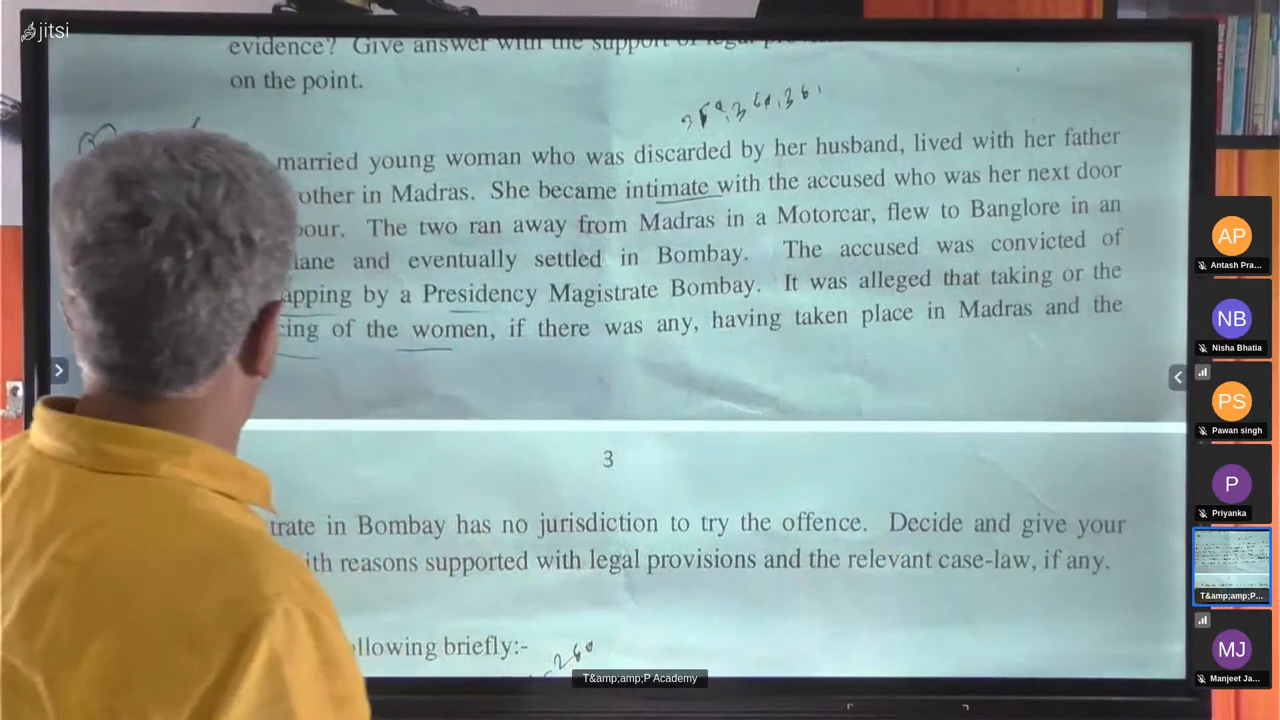 jitsi
evidence? Give answer with the support of legal
on the point.
359, 360, 361
married young woman who was discarded by her husband, lived with her father
other in Madras. She became intimate with the accused who was her next door
bour. The two ran away from Madras in a Motorcar, flew to Banglore in an
lane and eventually settled in Bombay. The accused was convicted of
apping by a Presidency Magistrate Bombay. It was alleged that taking or the
cing of the women, if there was any, having taken place in Madras and the
3
trate in Bombay has no jurisdiction to try the offence. Decide and give your
ith reasons supported with legal provisions and the relevant case-law, if any.
llowing briefly:-
260
T&amp;amp;P Academy
AP
Antash Pra...
NB
Nisha Bhatia
PS
Pawan singh
P
Priyanka
T&amp;amp;P...
MJ
Manjeet Ja...